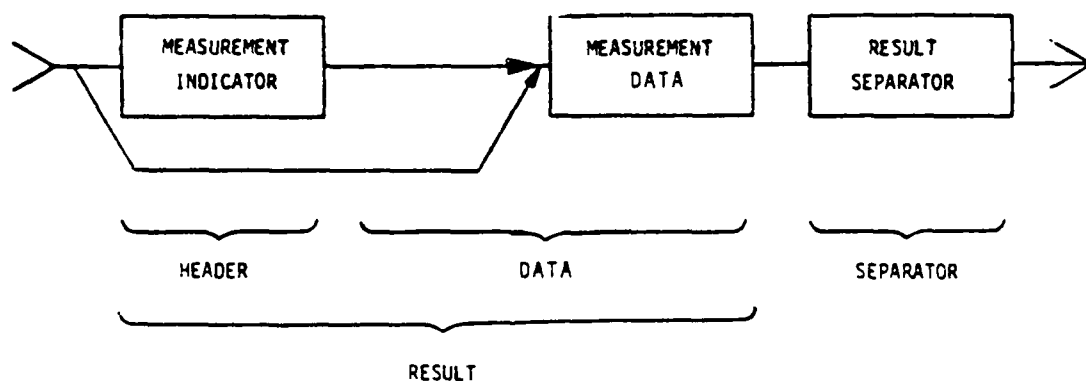 MEASUREMENT
INDICATOR
MEASUREMENT
DATA
RESULT
SEPARATOR
HEADER
DATA
SEPARATOR
RESULT